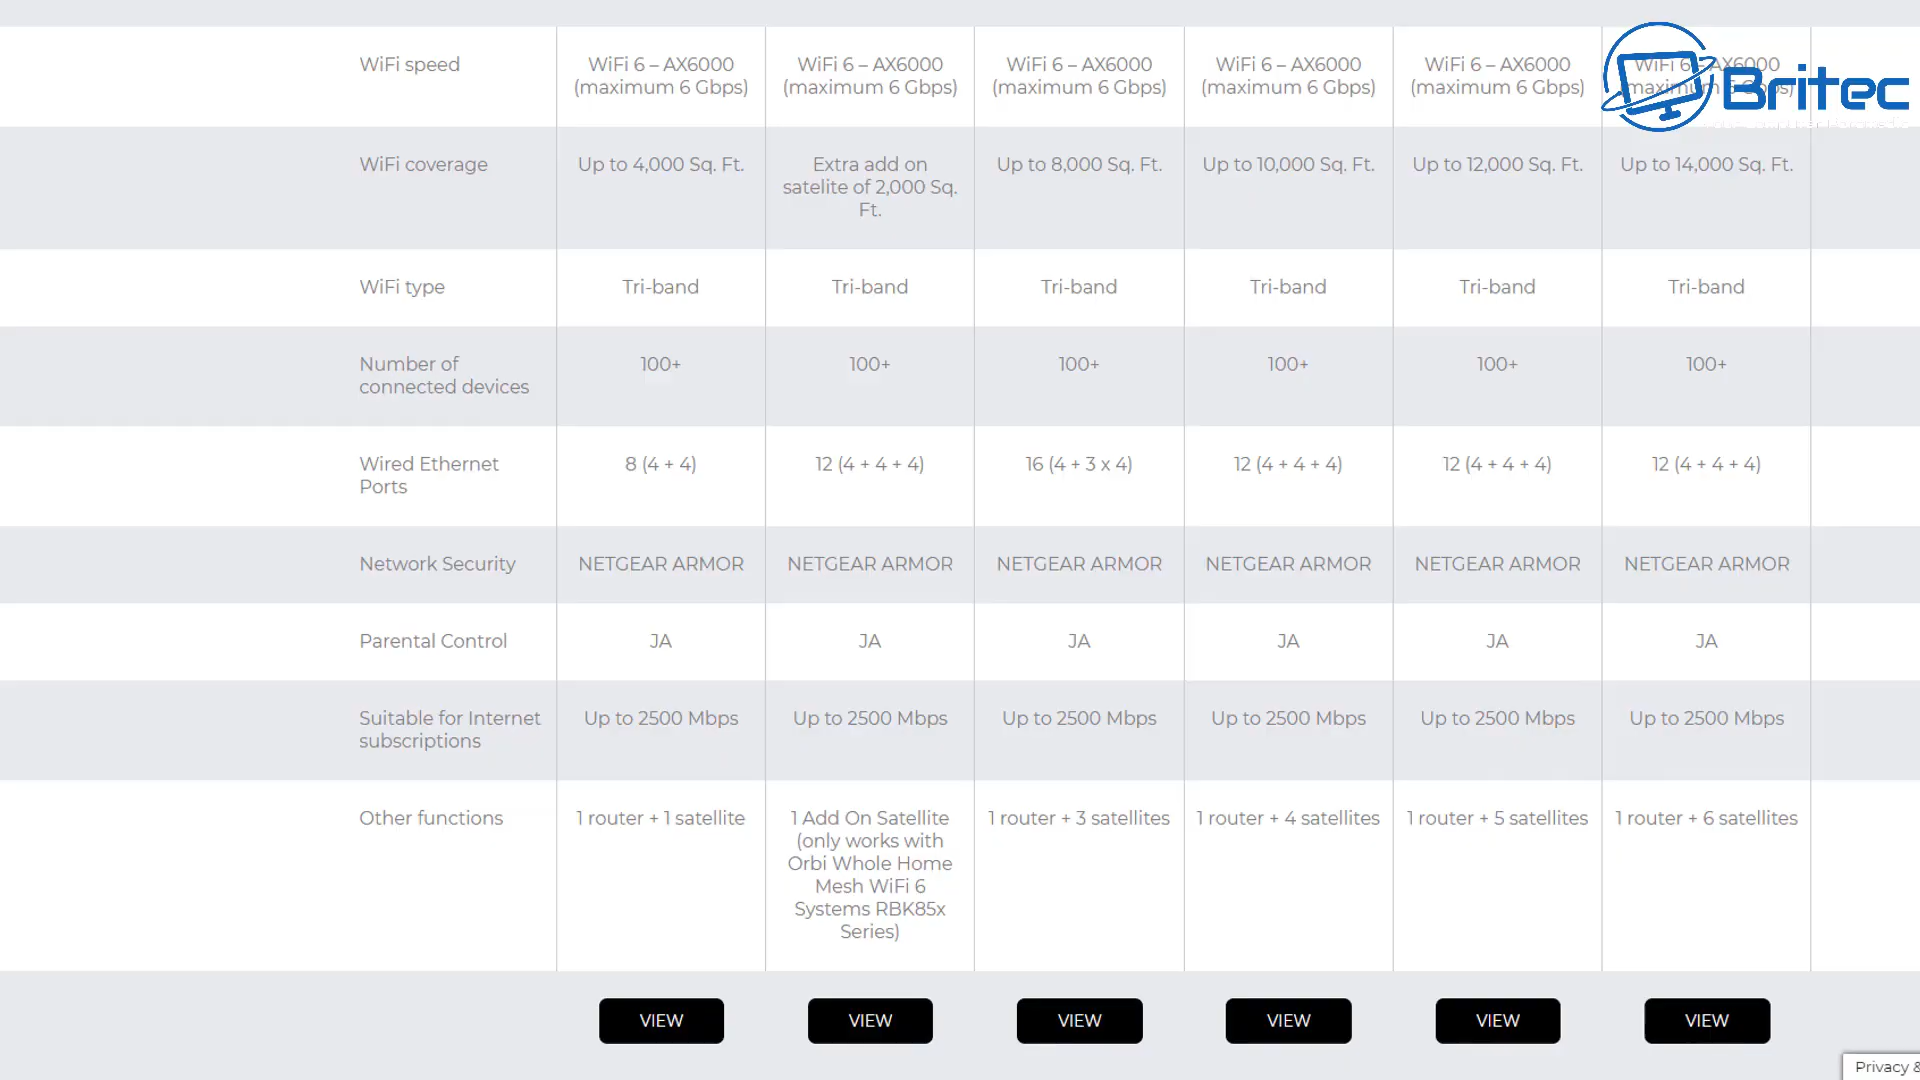 WiFi speed
WiFi 6 – AX6000 (maximum 6 Gbps)
WiFi 6 – AX6000 (maximum 6 Gbps)
WiFi 6 – AX6000 (maximum 6 Gbps)
WiFi 6 – AX6000 (maximum 6 Gbps)
WiFi 6 – AX6000 (maximum 6 Gbps)
WiFi 6 – AX6000 (maximum 6 Gbps)
Britec
WiFi coverage
Up to 4,000 Sq. Ft.
Extra add on
satelite of 2,000 Sq.
Ft.
Up to 8,000 Sq. Ft.
Up to 10,000 Sq. Ft.
Up to 12,000 Sq. Ft.
Up to 14,000 Sq. Ft.
WiFi type
Tri-band
Tri-band
Tri-band
Tri-band
Tri-band
Tri-band
Number of
connected devices
100+
100+
100+
100+
100+
100+
Wired Ethernet
Ports
8 (4 + 4)
12 (4 + 4 + 4)
16 (4 + 3 x 4)
12 (4 + 4 + 4)
12 (4 + 4 + 4)
12 (4 + 4 + 4)
Network Security
NETGEAR ARMOR
NETGEAR ARMOR
NETGEAR ARMOR
NETGEAR ARMOR
NETGEAR ARMOR
NETGEAR ARMOR
Parental Control
JA
JA
JA
JA
JA
JA
Suitable for Internet
subscriptions
Up to 2500 Mbps
Up to 2500 Mbps
Up to 2500 Mbps
Up to 2500 Mbps
Up to 2500 Mbps
Up to 2500 Mbps
Other functions
1 router + 1 satellite
1 Add On Satellite
(only works with
Orbi Whole Home
Mesh WiFi 6
Systems RBK85x
Series)
1 router + 3 satellites
1 router + 4 satellites
1 router + 5 satellites
1 router + 6 satellites
VIEW
VIEW
VIEW
VIEW
VIEW
VIEW
Privacy &